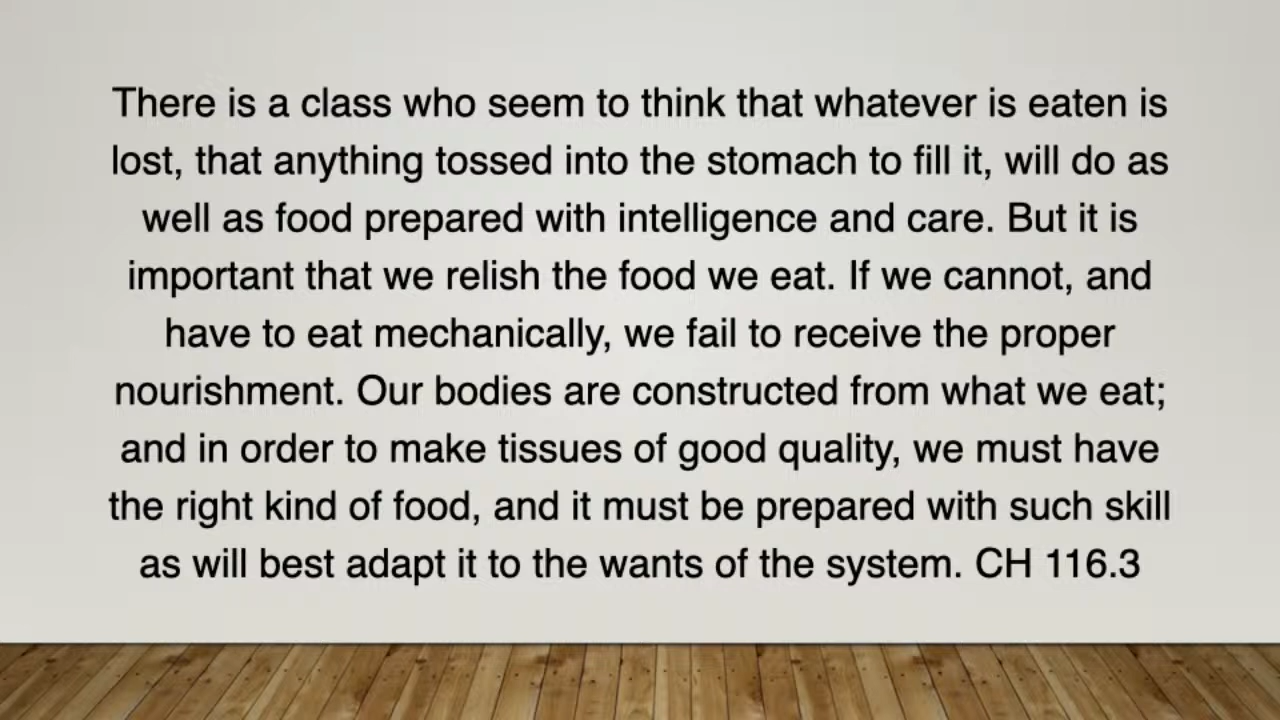 There is a class who seem to think that whatever is eaten is
lost, that anything tossed into the stomach to fill it, will do as
well as food prepared with intelligence and care. But it is
important that we relish the food we eat. If we cannot, and
have to eat mechanically, we fail to receive the proper
nourishment. Our bodies are constructed from what we eat;
and in order to make tissues of good quality, we must have
the right kind of food, and it must be prepared with such skill
as will best adapt it to the wants of the system. CH 116.3